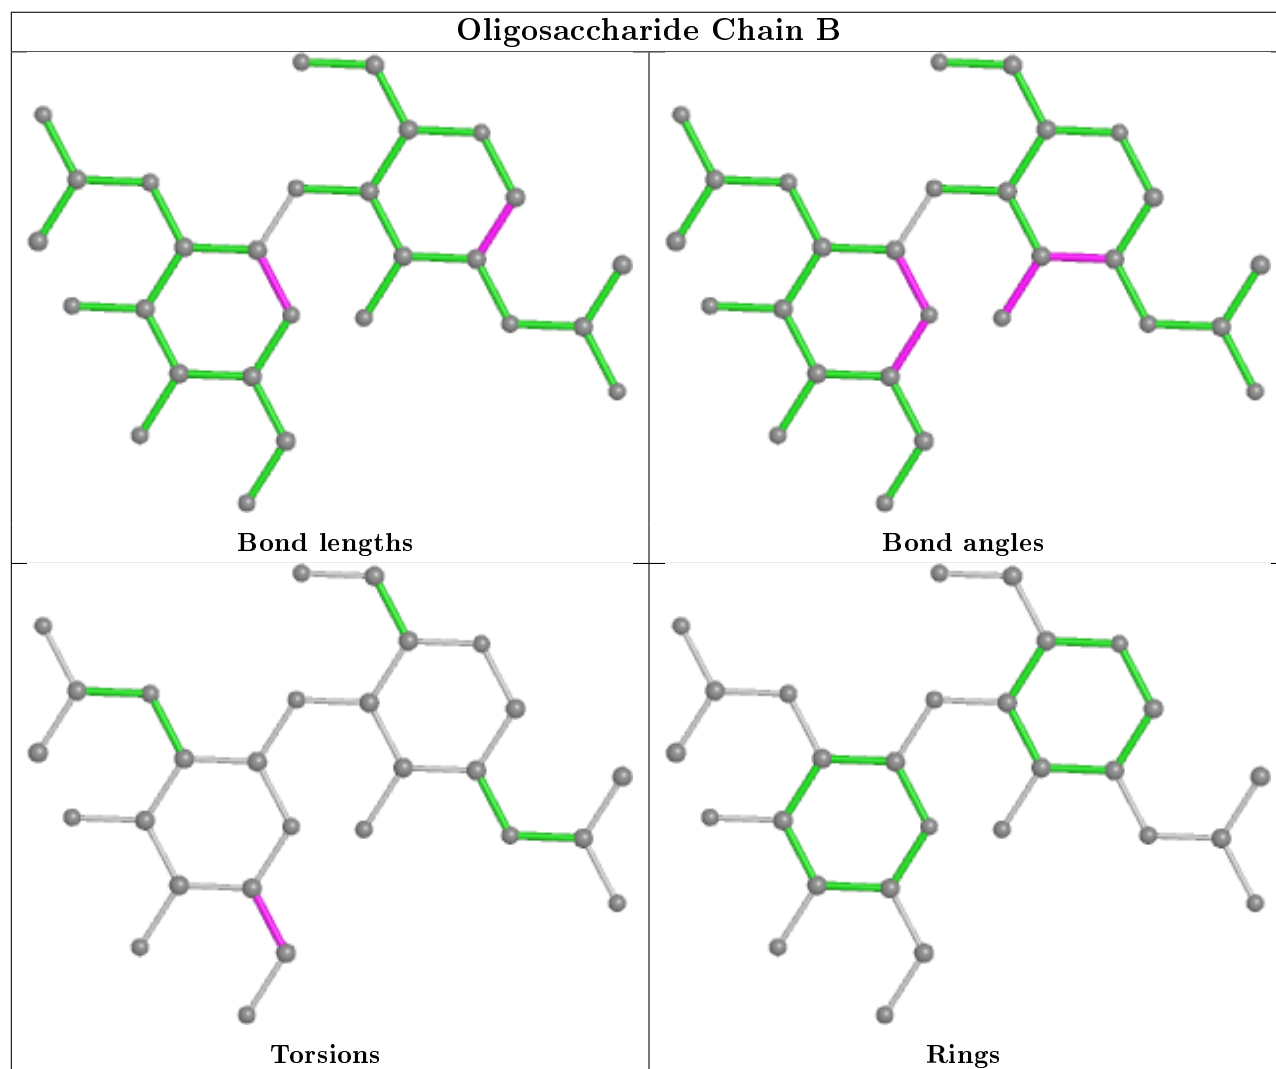 Oligosaccharide Chain B
Bond lengths
Bond angles
Torsions
Rings